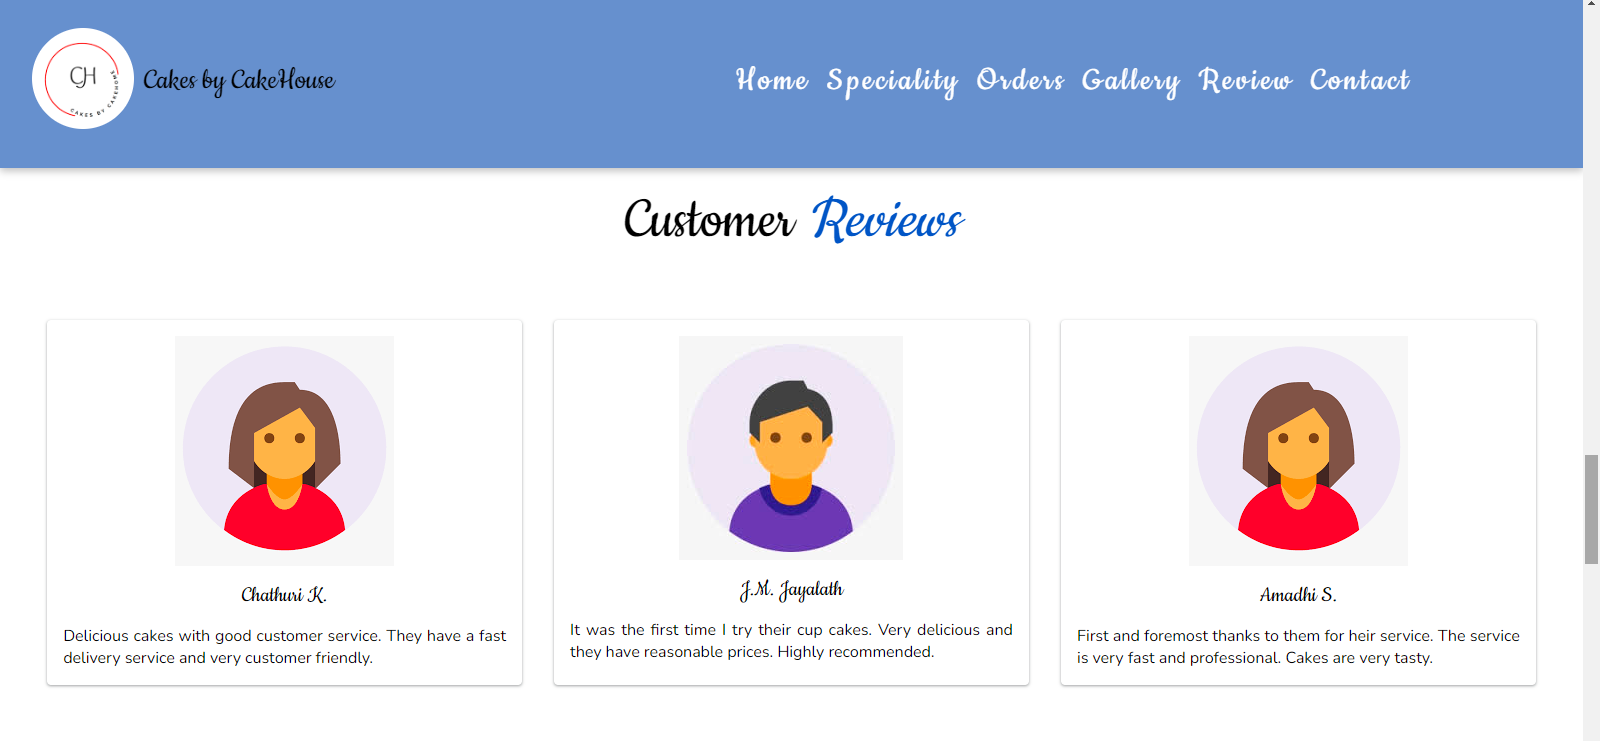 CH
CAKES BY CAKEHOME
Cakes by CakeHouse
Home Speciality Orders Gallery Review Contact
Customer Reviews
Chathuri K.
Delicious cakes with good customer service. They have a fast
delivery service and very customer friendly.
J.M. Jayalath
It was the first time I try their cup cakes. Very delicious and
they have reasonable prices. Highly recommended.
Amadhi S.
First and foremost thanks to them for heir service. The service
is very fast and professional. Cakes are very tasty.